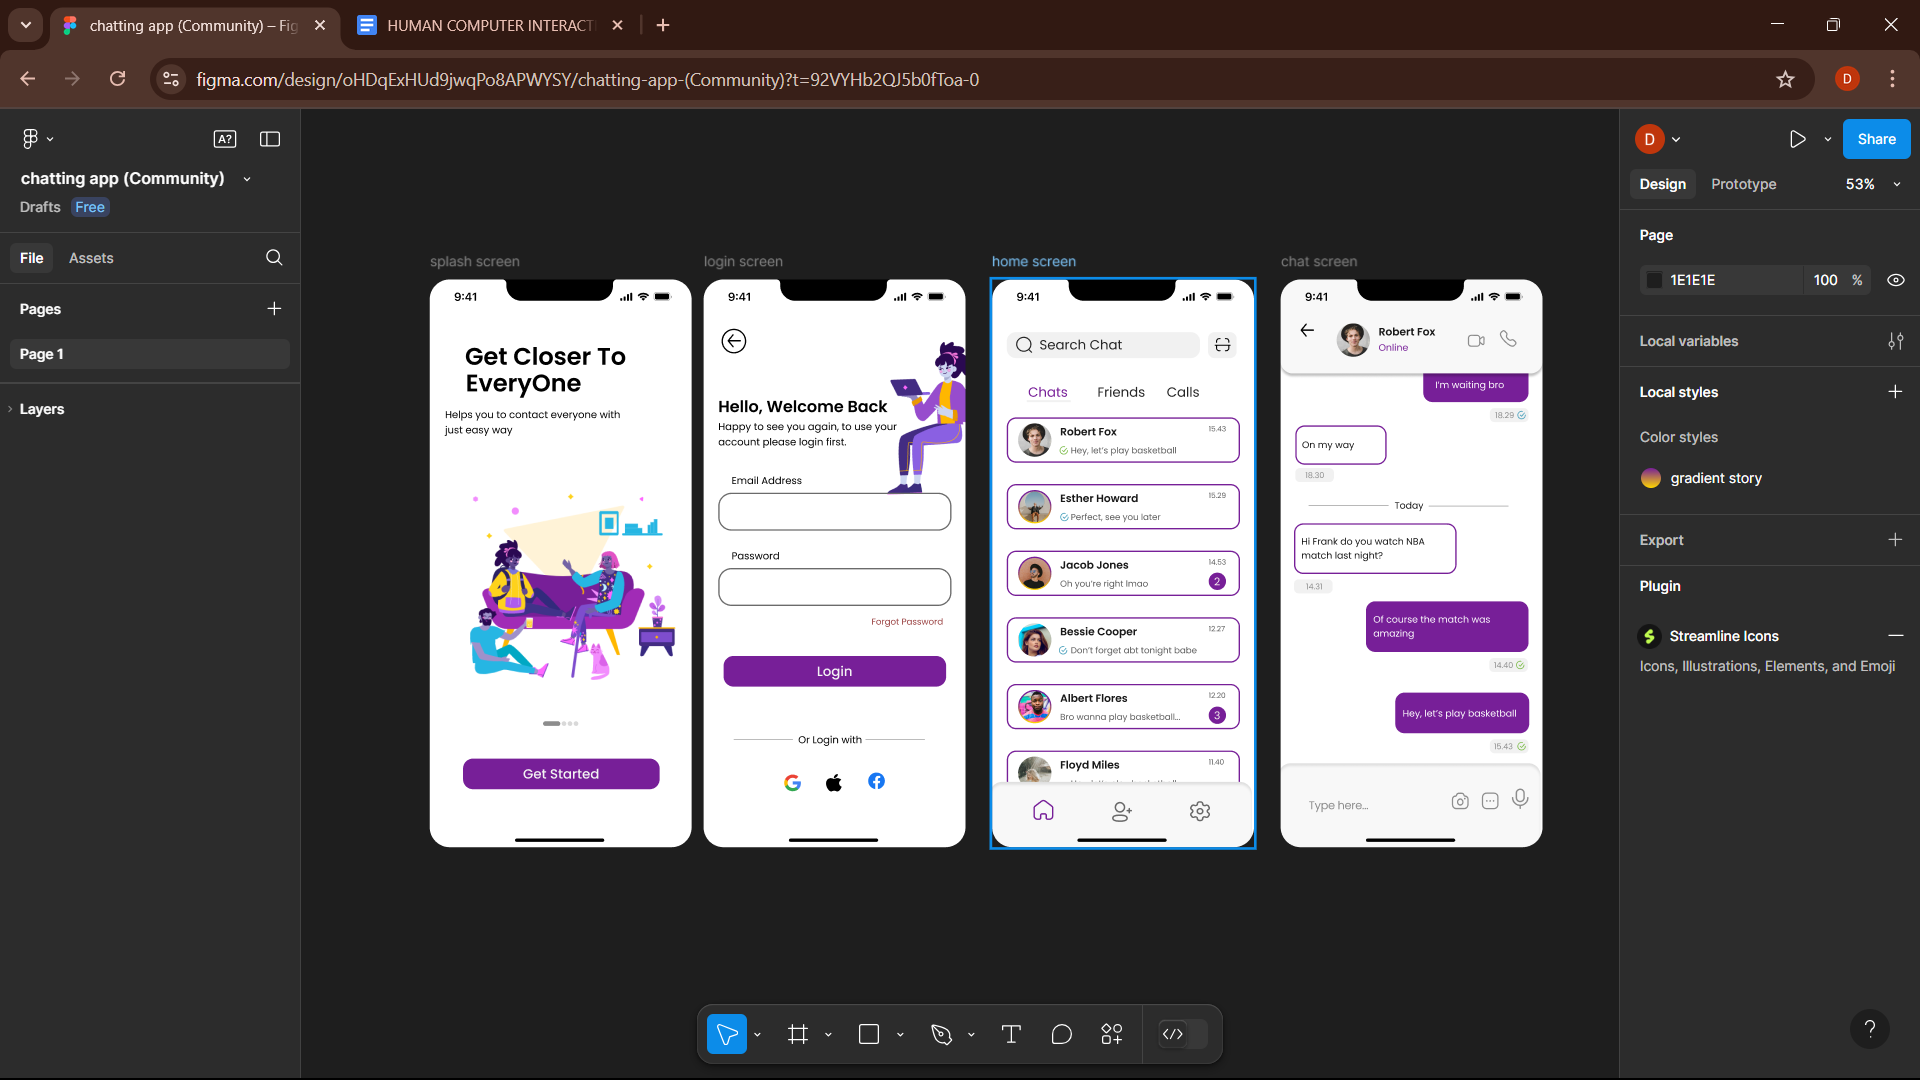 chatting app (Community) – Fig
HUMAN COMPUTER INTERACT
figma.com/design/oHDqExHUd9jwqPo8APWYSY/chatting-app-(Community)?t=92VYHb2QJ5b0fToa-0
D
A?
chatting app (Community)
Drafts Free
File Assets
Pages
Page 1
Layers
splash screen
9:41
Get Closer To
EveryOne
Helps you to contact everyone with
just easy way
Get Started
login screen
9:41
Hello, Welcome Back
Happy to see you again, to use your
account please login first.
Email Address
Password
Forgot Password
Login
Or Login with
home screen
9:41
Search Chat
Chats Friends Calls
Robert Fox 15.43
Hey, let's play basketball
Esther Howard 15.29
Perfect, see you later
Jacob Jones 14.53
Oh you're right lmao 2
Bessie Cooper 12.27
Don't forget abt tonight babe
Albert Flores 12.20
Bro wanna play basketball... 3
Floyd Miles 11.40
chat screen
9:41
Robert Fox
Online
I'm waiting bro
18.29
On my way
18.30
Today
Hi Frank do you watch NBA
match last night?
14.31
Of course the match was
amazing
14.40
Hey, let's play basketball
15.43
Type here...
D Share
Design Prototype 53%
Page
1E1E1E 100 %
Local variables
Local styles
Color styles
gradient story
Export
Plugin
Streamline Icons
Icons, Illustrations, Elements, and Emoji
?